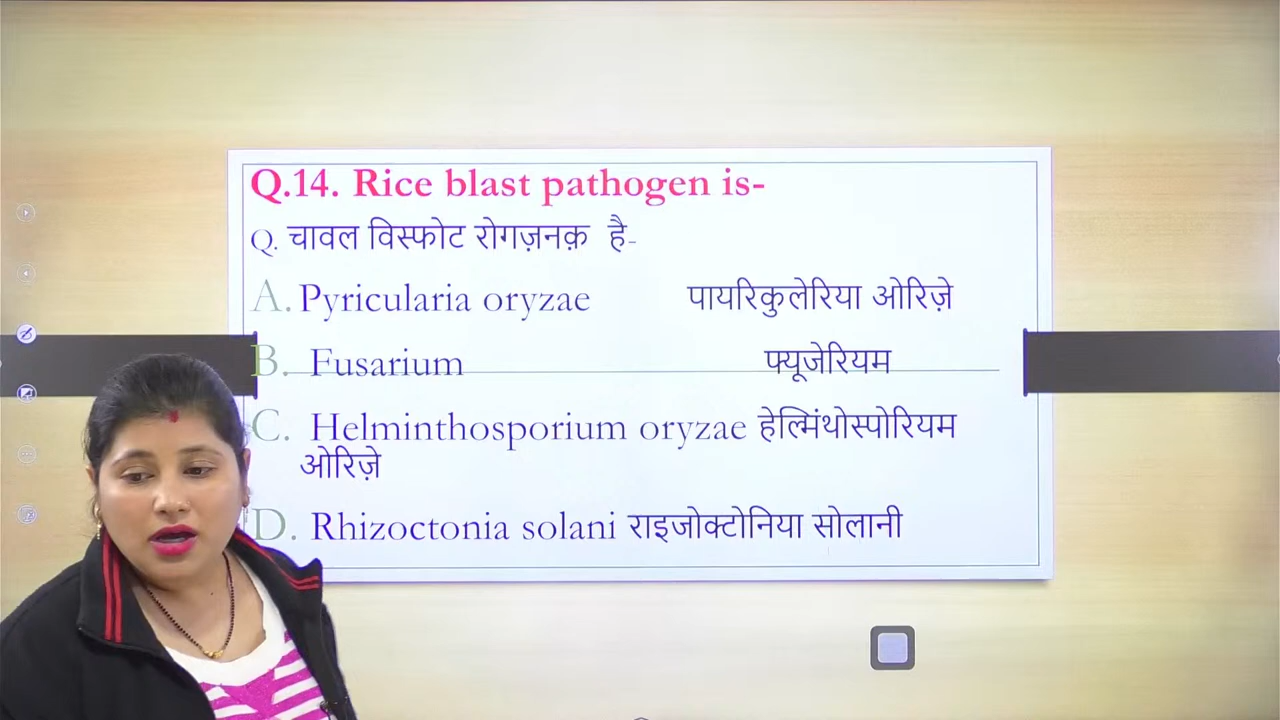 Q.14. Rice blast pathogen is-
Q. चावल विस्फोट रोगज़नक़ है-
A. Pyricularia oryzae पायरिकुलेरिया ओरिज़े
B. Fusarium फ्यूजेरियम
C. Helminthosporium oryzae हेल्मिंथोस्पोरियम
ओरिज़े
D. Rhizoctonia solani राइजोक्टोनिया सोलानी